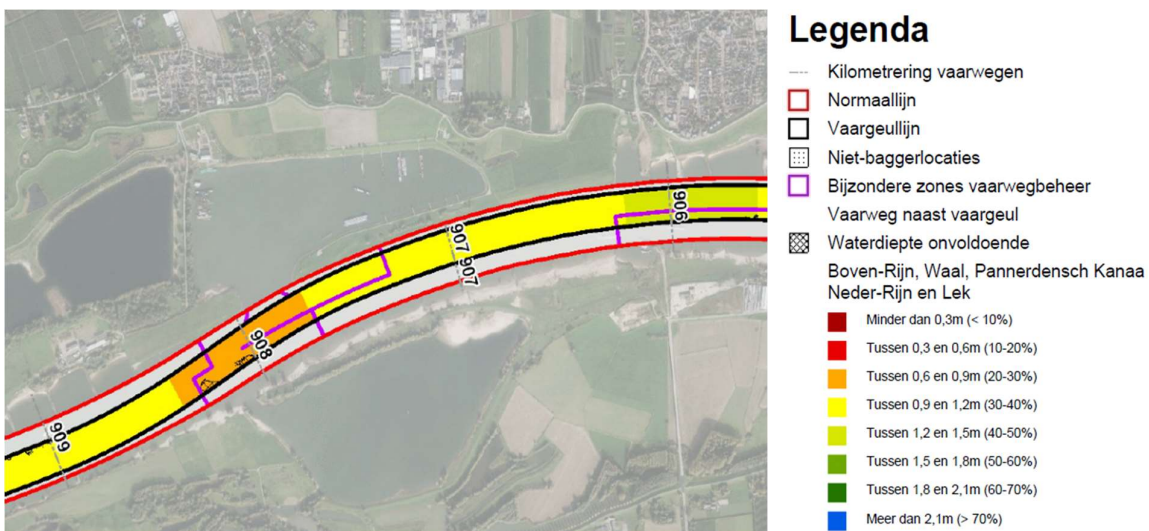 906
907
907
908
909
Legenda
Kilometrering vaarwegen
Normaallijn
Vaargeullijn
Niet-baggerlocaties
Bijzondere zones vaarwegbeheer
Vaarweg naast vaargeul
Waterdiepte onvoldoende
Boven-Rijn, Waal, Pannerdensch Kanaa
Neder-Rijn en Lek
Minder dan 0,3m (< 10%)
Tussen 0,3 en 0,6m (10-20%)
Tussen 0,6 en 0,9m (20-30%)
Tussen 0,9 en 1,2m (30-40%)
Tussen 1,2 en 1,5m (40-50%)
Tussen 1,5 en 1,8m (50-60%)
Tussen 1,8 en 2,1m (60-70%)
Meer dan 2,1m (> 70%)